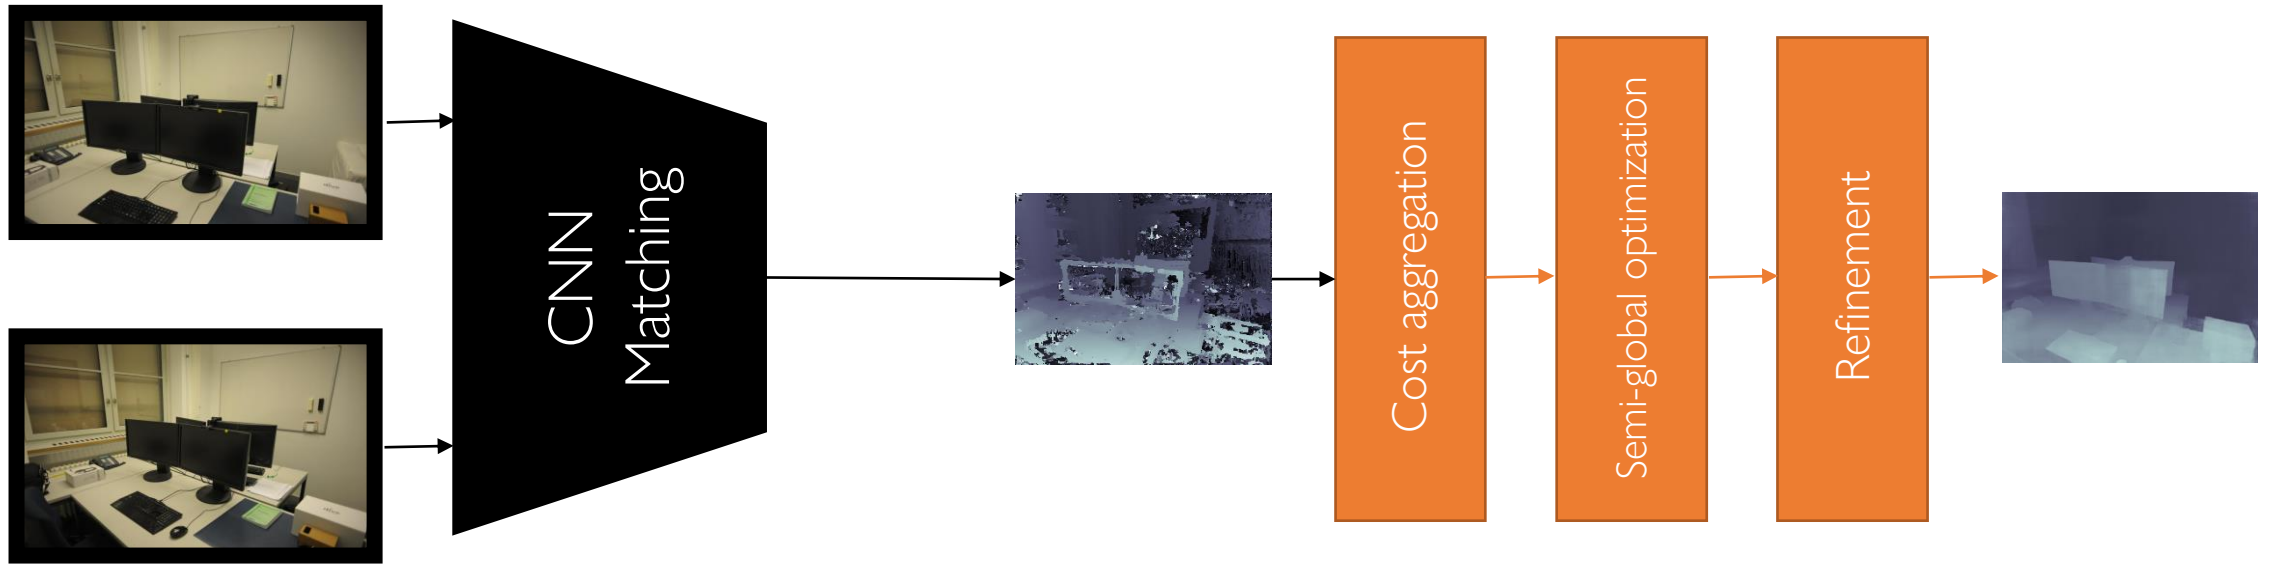 CNN
Matching
Cost aggregation
Semi-global optimization
Refinement